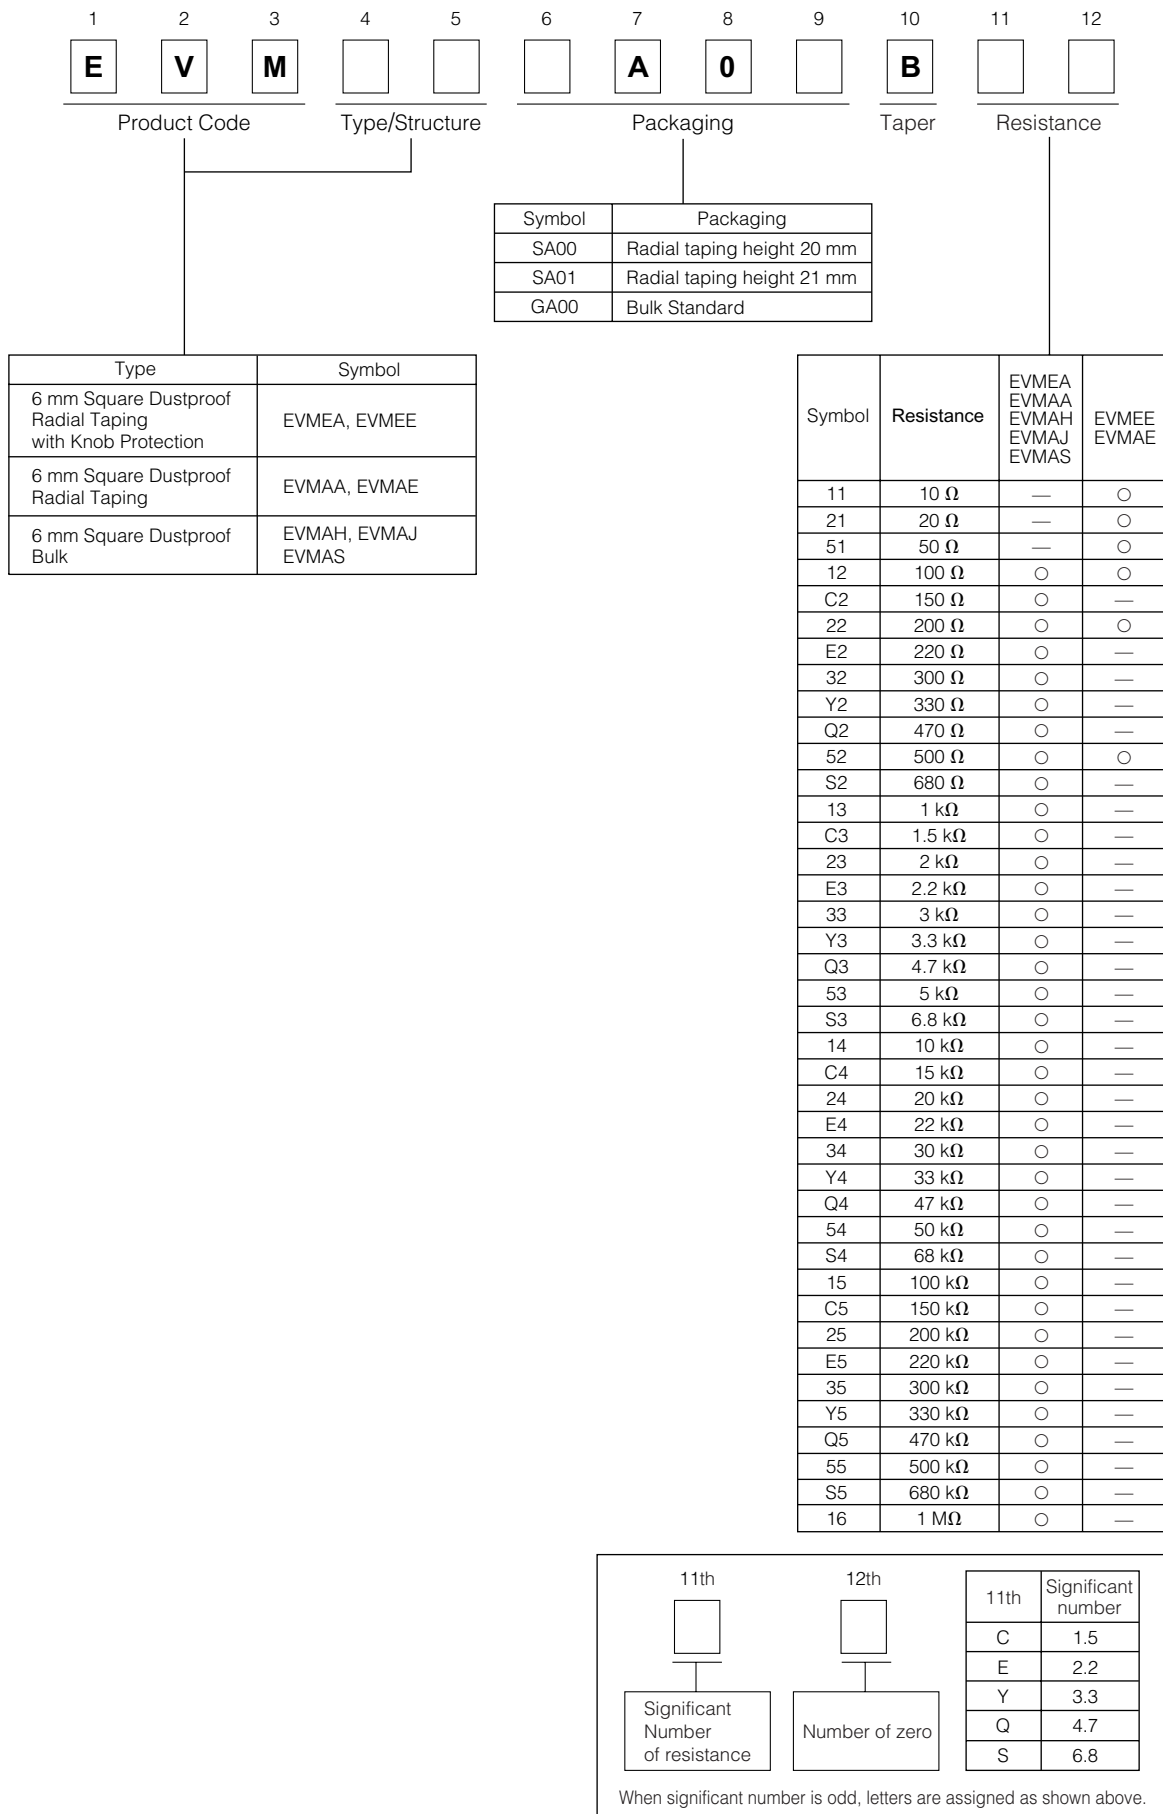 1 2 3 4 5 6 7 8 9 10 11 12
E V M A 0 B
Product Code Type/Structure Packaging Taper Resistance
Symbol Packaging
SA00 Radial taping height 20 mm
SA01 Radial taping height 21 mm
GA00 Bulk Standard
Type Symbol
6 mm Square Dustproof
Radial Taping
with Knob Protection
EVMEA, EVMEE
6 mm Square Dustproof
Radial Taping
EVMAA, EVMAE
6 mm Square Dustproof
Bulk
EVMAH, EVMAJ
EVMAS
Symbol Resistance
EVMEA
EVMAA
EVMAH
EVMAJ
EVMAS
EVMEE
EVMAE
11 10 Ω — ○
21 20 Ω — ○
51 50 Ω — ○
12 100 Ω ○ ○
C2 150 Ω ○ —
22 200 Ω ○ ○
E2 220 Ω ○ —
32 300 Ω ○ —
Y2 330 Ω ○ —
Q2 470 Ω ○ —
52 500 Ω ○ ○
S2 680 Ω ○ —
13 1 kΩ ○ —
C3 1.5 kΩ ○ —
23 2 kΩ ○ —
E3 2.2 kΩ ○ —
33 3 kΩ ○ —
Y3 3.3 kΩ ○ —
Q3 4.7 kΩ ○ —
53 5 kΩ ○ —
S3 6.8 kΩ ○ —
14 10 kΩ ○ —
C4 15 kΩ ○ —
24 20 kΩ ○ —
E4 22 kΩ ○ —
34 30 kΩ ○ —
Y4 33 kΩ ○ —
Q4 47 kΩ ○ —
54 50 kΩ ○ —
S4 68 kΩ ○ —
15 100 kΩ ○ —
C5 150 kΩ ○ —
25 200 kΩ ○ —
E5 220 kΩ ○ —
35 300 kΩ ○ —
Y5 330 kΩ ○ —
Q5 470 kΩ ○ —
55 500 kΩ ○ —
S5 680 kΩ ○ —
16 1 MΩ ○ —
11th 12th
Significant
Number
of resistance
Number of zero
11th Significant
number
C 1.5
E 2.2
Y 3.3
Q 4.7
S 6.8
When significant number is odd, letters are assigned as shown above.